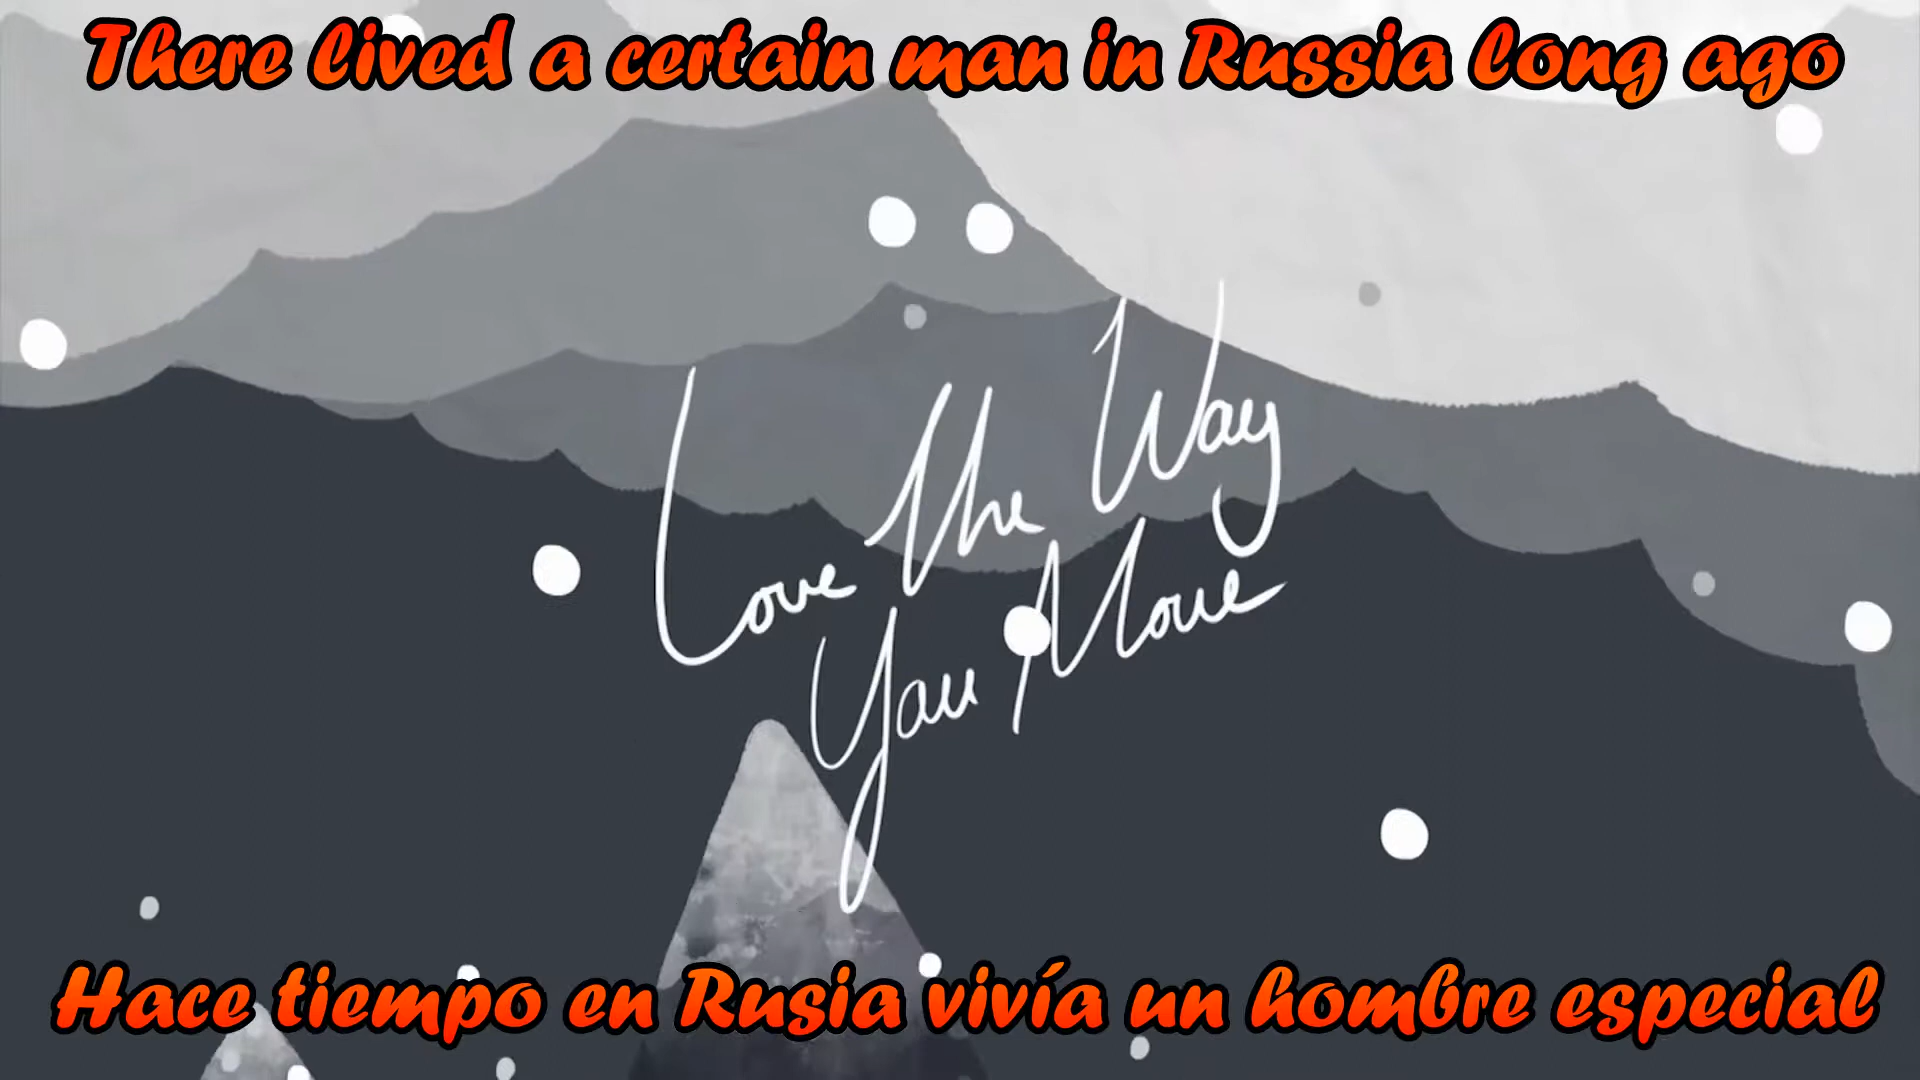 There lived a certain man in Russia long ago
Love The Way
You Move
Hace tiempo en Rusia vivía un hombre especial